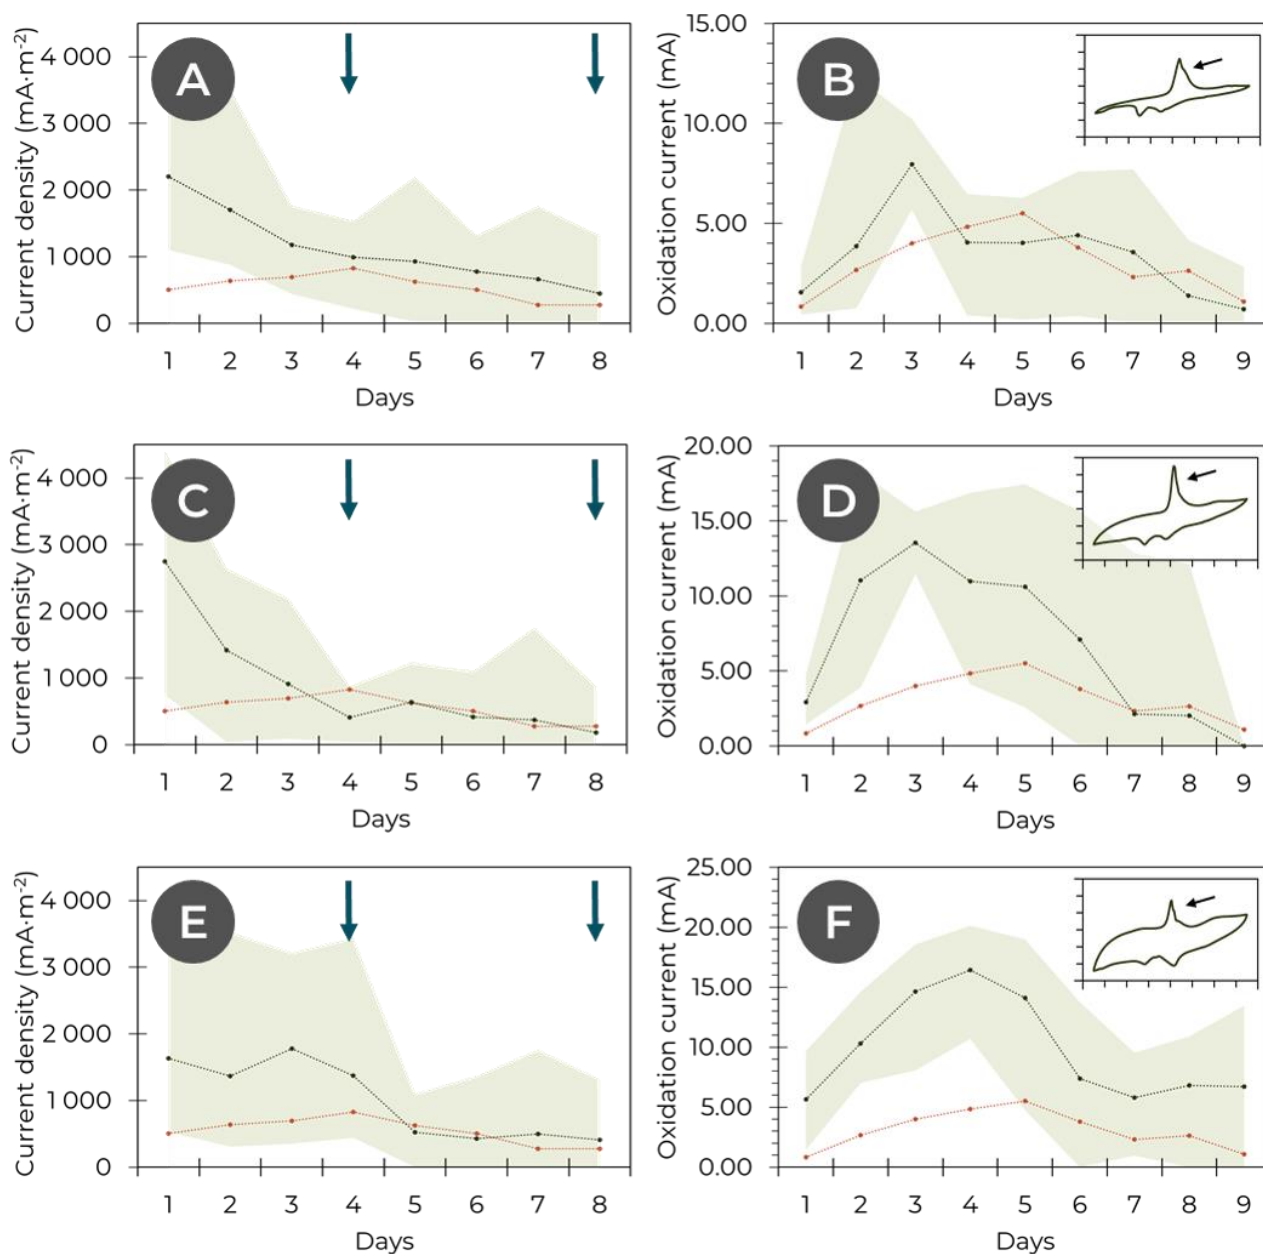 A
Current density (mA·m-2)
4 000
3 000
2 000
1 000
0
1 2 3 4 5 6 7 8
Days
B
Oxidation current (mA)
15.00
10.00
5.00
0.00
1 2 3 4 5 6 7 8 9
Days
C
Current density (mA·m-2)
4 000
3 000
2 000
1 000
0
1 2 3 4 5 6 7 8
Days
D
Oxidation current (mA)
20.00
15.00
10.00
5.00
0.00
1 2 3 4 5 6 7 8 9
Days
E
Current density (mA·m-2)
4 000
3 000
2 000
1 000
0
1 2 3 4 5 6 7 8
Days
F
Oxidation current (mA)
25.00
20.00
15.00
10.00
5.00
0.00
1 2 3 4 5 6 7 8 9
Days